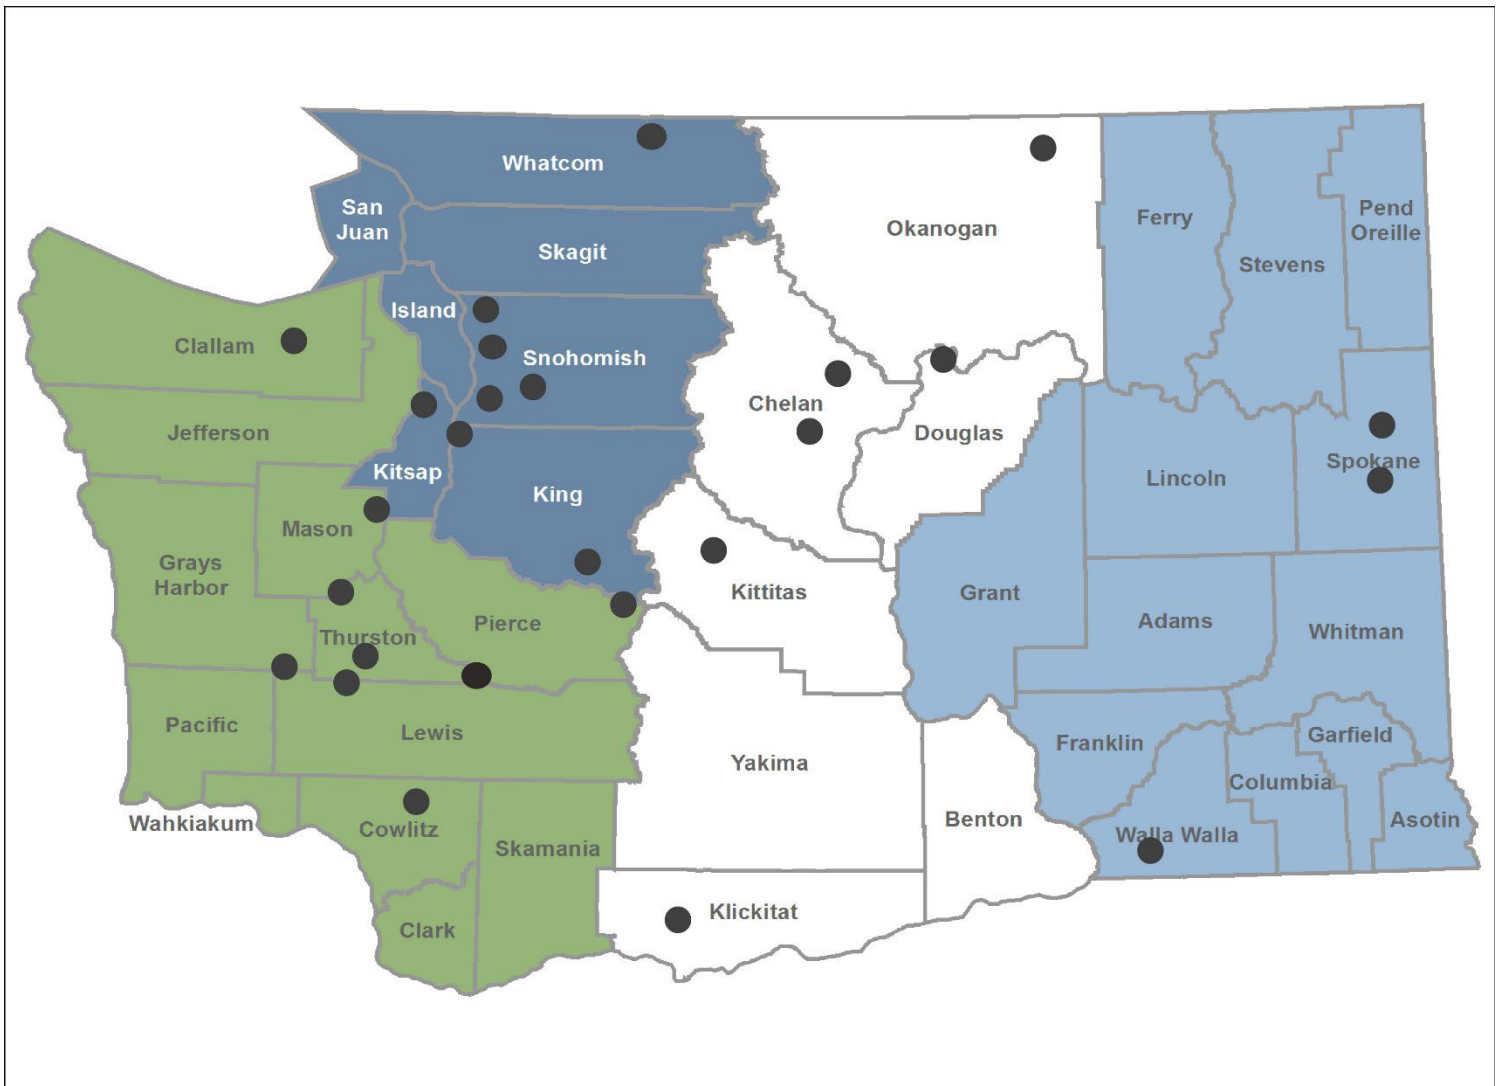 Whatcom
San
Juan
Skagit
Okanogan
Ferry
Stevens
Pend
Oreille
Island
Clallam
Snohomish
Chelan
Douglas
Jefferson
Kitsap
King
Lincoln
Spokane
Mason
Grays
Harbor
Kittitas
Grant
Adams
Whitman
Pierce
Thurston
Pacific
Lewis
Yakima
Franklin
Garfield
Columbia
Wahkiakum
Cowlitz
Skamania
Benton
Walla Walla
Asotin
Clark
Klickitat